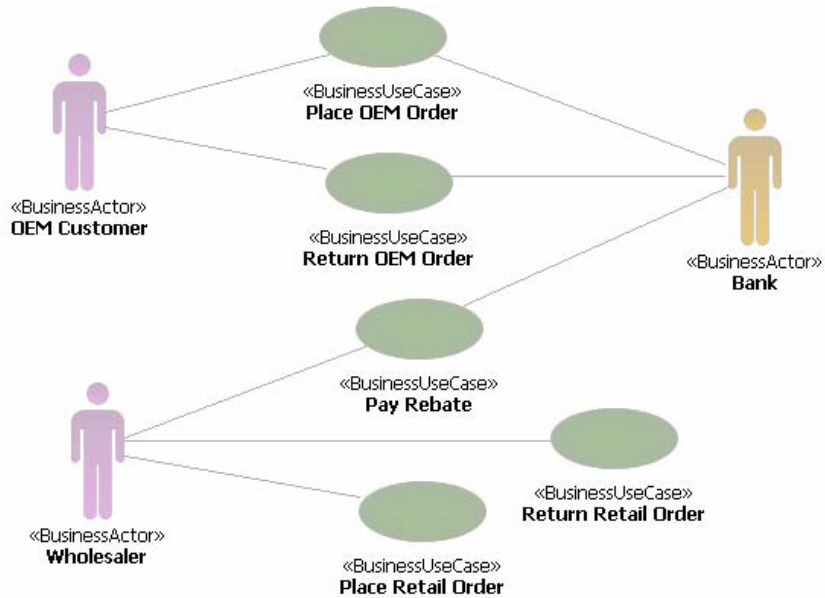 «BusinessUseCase»
Place OEM Order
«BusinessActor»
OEM Customer
«BusinessUseCase»
Return OEM Order
«BusinessActor»
Bank
«BusinessUseCase»
Pay Rebate
«BusinessUseCase»
Return Retail Order
«BusinessActor»
Wholesaler
«BusinessUseCase»
Place Retail Order